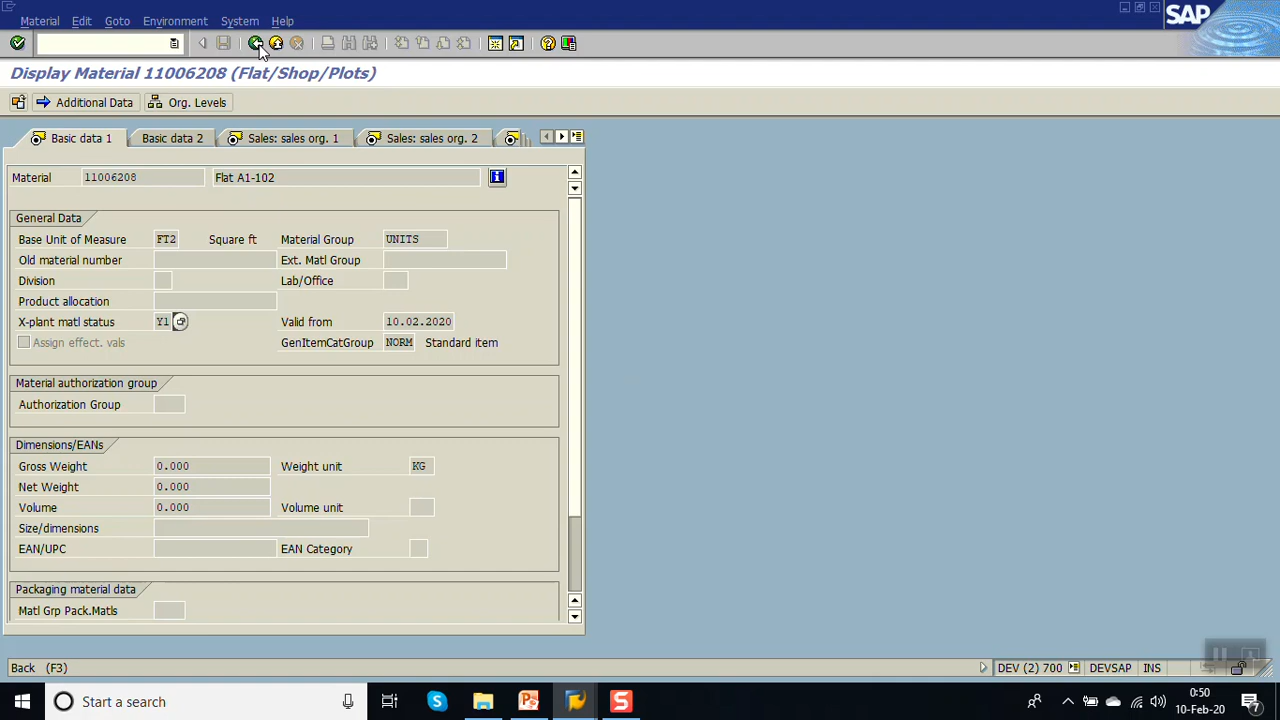 Material Edit Goto Environment System Help
SAP
Display Material 11006208 (Flat/Shop/Plots)
Additional Data Org. Levels
Basic data 1 Basic data 2 Sales: sales org. 1 Sales: sales org. 2
Material 11006208 Flat A1-102
General Data
Base Unit of Measure FT2 Square ft Material Group UNITS
Old material number Ext. Matl Group
Division Lab/Office
Product allocation
X-plant matl status Y1 Valid from 10.02.2020
Assign effect. vals GenItemCatGroup NORM Standard item
Material authorization group
Authorization Group
Dimensions/EANs
Gross Weight 0.000 Weight unit KG
Net Weight 0.000
Volume 0.000 Volume unit
Size/dimensions
EAN/UPC EAN Category
Packaging material data
Matl Grp Pack.Matls
Back (F3) DEV (2) 700 DEVSAP INS
Start a search
0:50
10-Feb-20
7